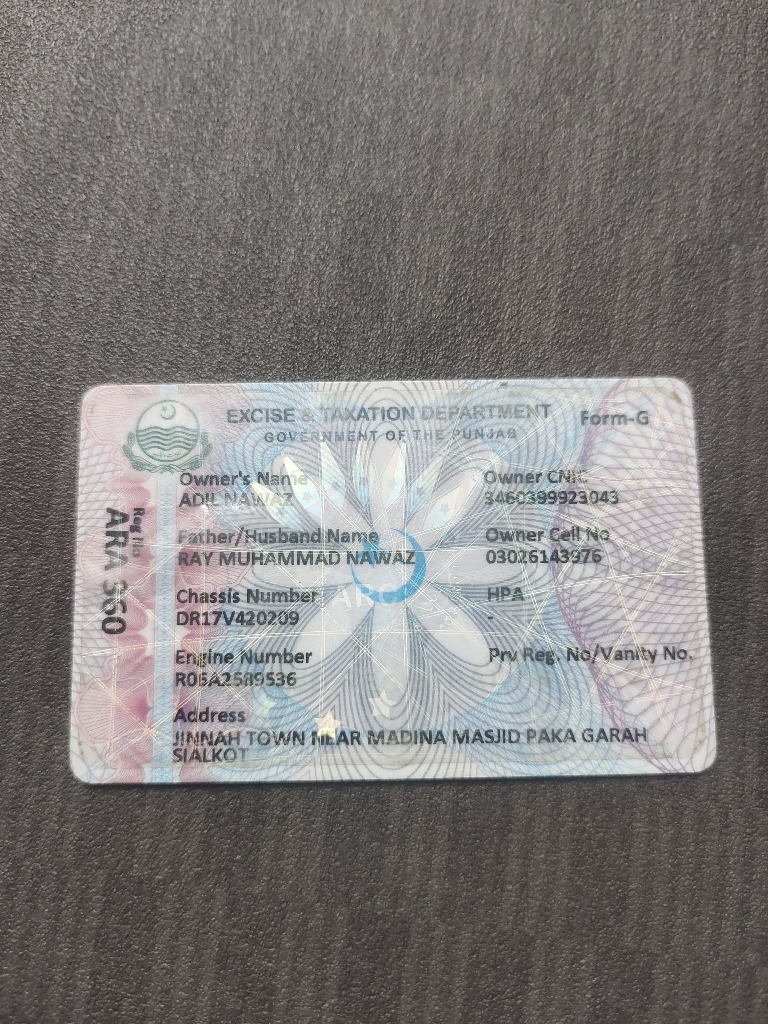 EXCISE & TAXATION DEPARTMENT
GOVERNMENT OF THE PUNJAB
Form-G
Reg No
ARA 360
Owner's Name
ADIL NAWAZ
Owner CNIC
3460399923043
Father/Husband Name
RAY MUHAMMAD NAWAZ
Owner Cell No
03026143976
Chassis Number
DR17V420209
HPA
-
Engine Number
R06A2589536
Prv Reg. No/Vanity No.
Address
JINNAH TOWN NEAR MADINA MASJID PAKA GARAH
SIALKOT